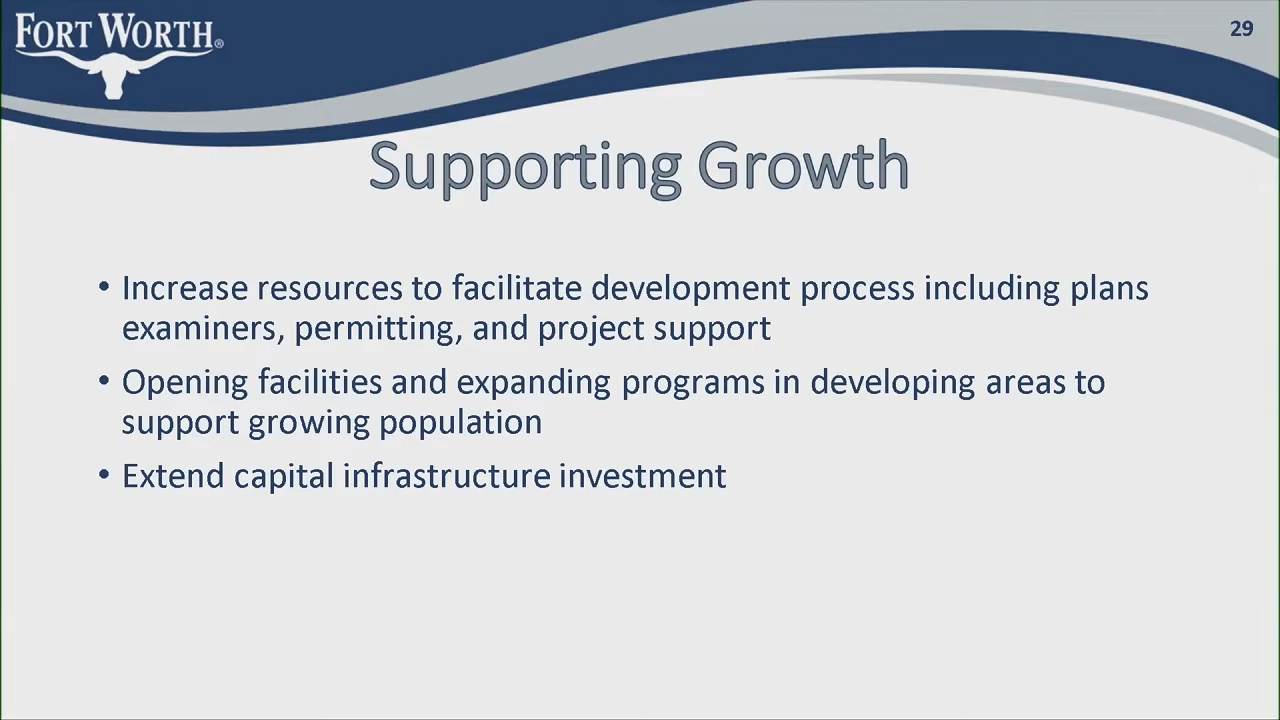 FORT WORTH®
29
Supporting Growth
• Increase resources to facilitate development process including plans
examiners, permitting, and project support
• Opening facilities and expanding programs in developing areas to
support growing population
• Extend capital infrastructure investment